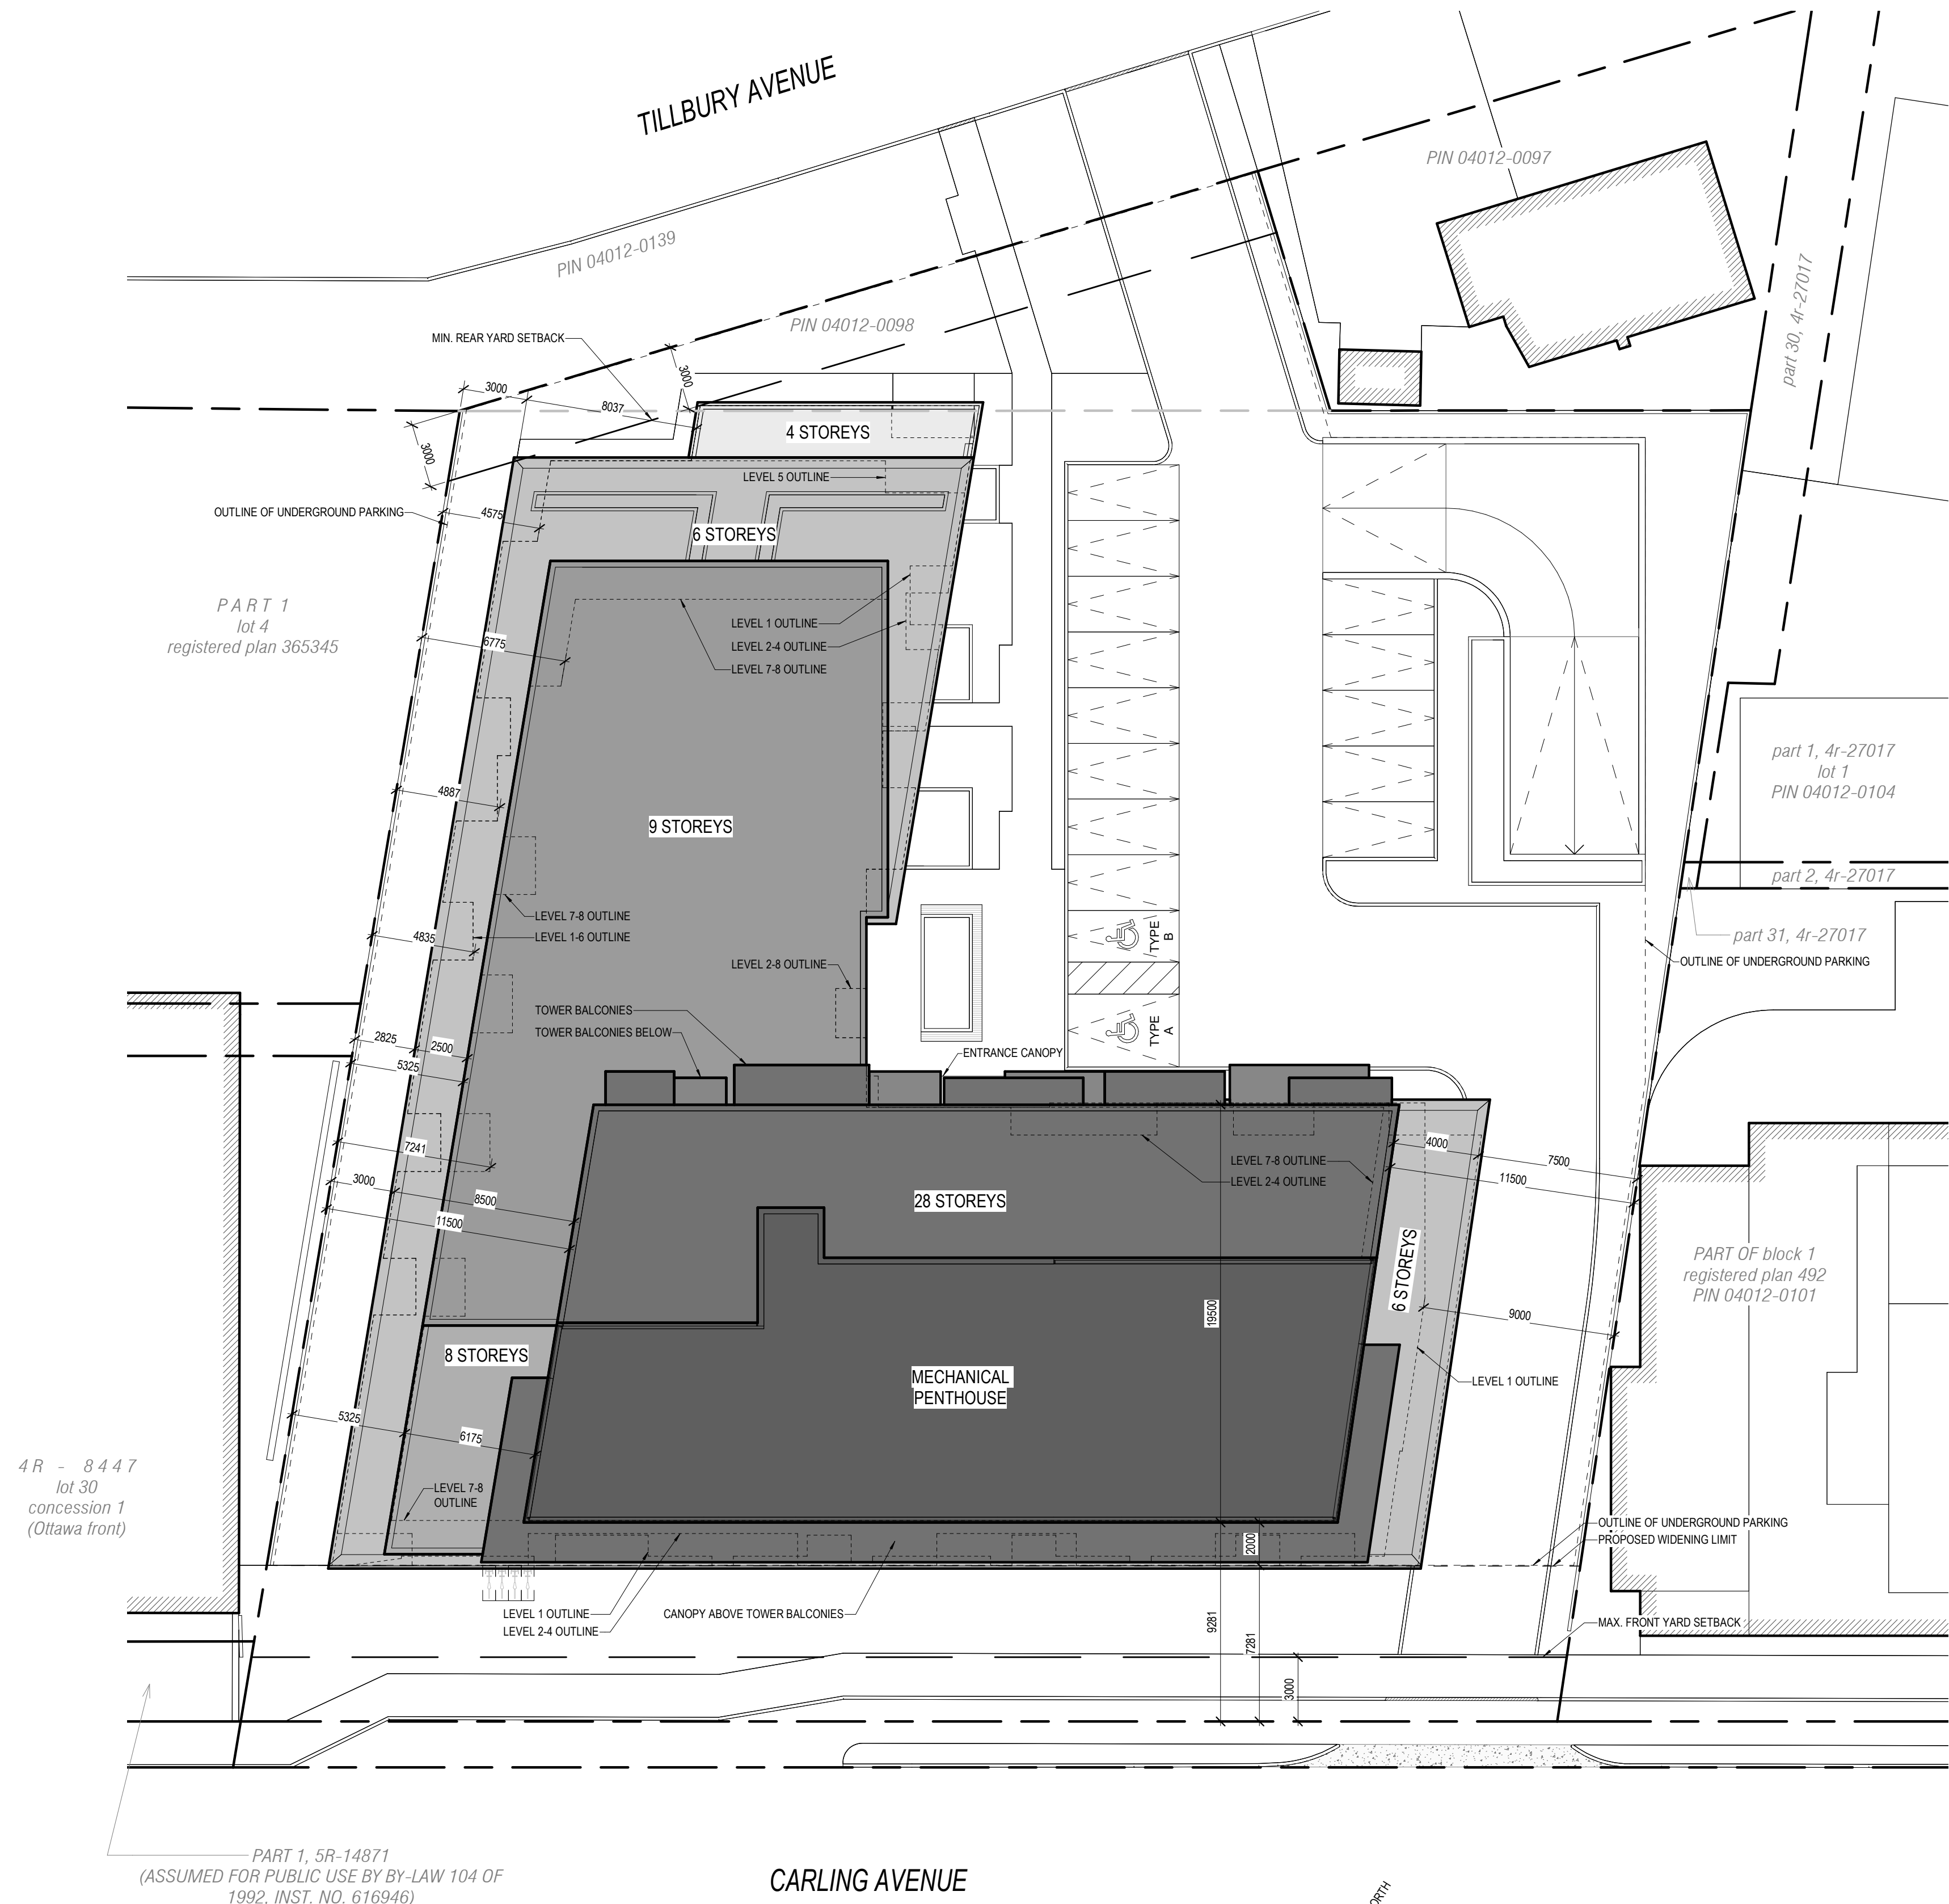 TILLBURY AVENUE
PIN 04012-0097
PIN 04012-0139
part 30, 4r-27017
PIN 04012-0098
MIN. REAR YARD SETBACK
3000
3000
8037
3000
4 STOREYS
LEVEL 5 OUTLINE
OUTLINE OF UNDERGROUND PARKING
4575
6 STOREYS
PART 1
lot 4
registered plan 365345
LEVEL 1 OUTLINE
LEVEL 2-4 OUTLINE
LEVEL 7-8 OUTLINE
6775
part 1, 4r-27017
lot 1
PIN 04012-0104
4887
9 STOREYS
part 2, 4r-27017
LEVEL 7-8 OUTLINE
LEVEL 1-6 OUTLINE
4835
TYPE
B
part 31, 4r-27017
OUTLINE OF UNDERGROUND PARKING
LEVEL 2-8 OUTLINE
TOWER BALCONIES
TOWER BALCONIES BELOW
TYPE
A
2825
2500
5325
ENTRANCE CANOPY
7241
4000
7500
11500
LEVEL 7-8 OUTLINE
LEVEL 2-4 OUTLINE
3000
8500
11500
28 STOREYS
6 STOREYS
PART OF block 1
registered plan 492
PIN 04012-0101
19500
9000
8 STOREYS
MECHANICAL
PENTHOUSE
LEVEL 1 OUTLINE
5325
6175
4R - 8447
lot 30
concession 1
(Ottawa front)
LEVEL 7-8
OUTLINE
OUTLINE OF UNDERGROUND PARKING
PROPOSED WIDENING LIMIT
2000
LEVEL 1 OUTLINE
LEVEL 2-4 OUTLINE
CANOPY ABOVE TOWER BALCONIES
MAX. FRONT YARD SETBACK
9281
7281
3000
PART 1, 5R-14871
(ASSUMED FOR PUBLIC USE BY BY-LAW 104 OF
1992, INST. NO. 616946)
CARLING AVENUE